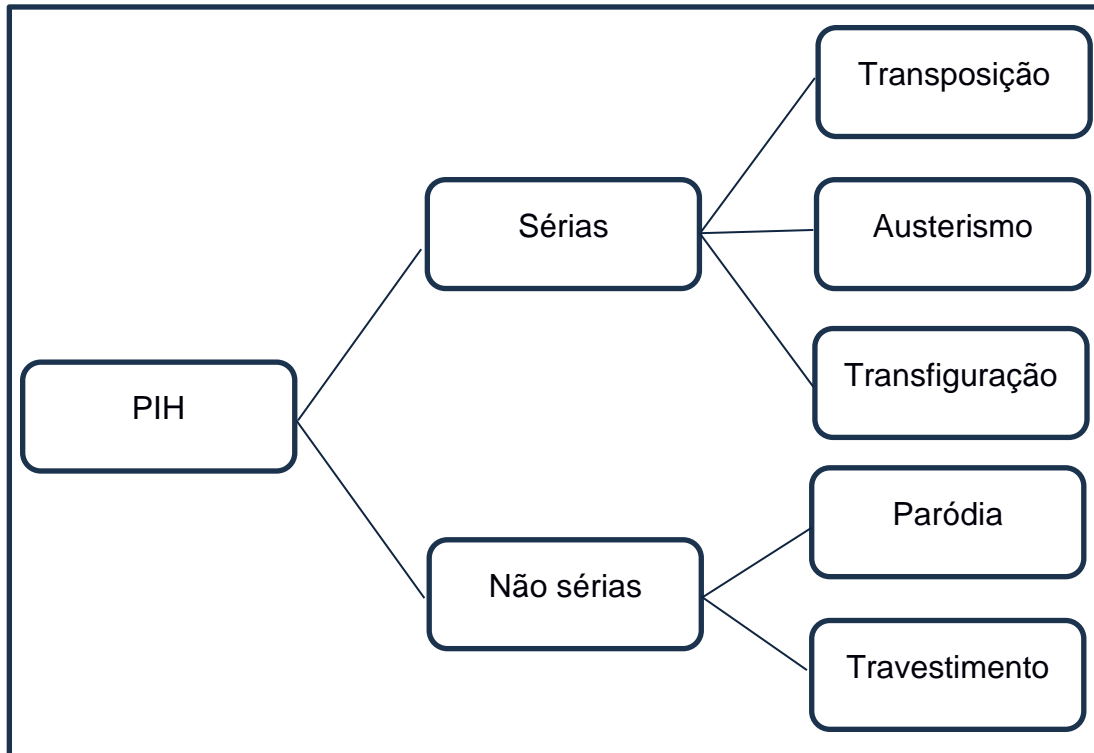 PIH
Sérias
Transposição
Austerismo
Transfiguração
Não sérias
Paródia
Travestimento